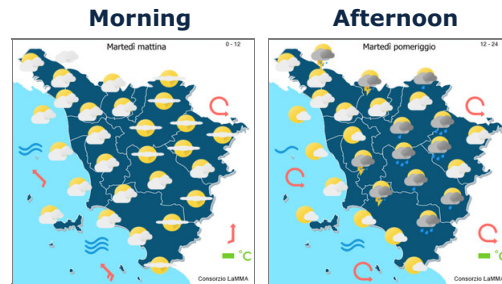 Morning
Afternoon
Martedì mattina
0 - 12
Martedì pomeriggio
12 - 24
°C
°C
Consorzio LaMMA
Consorzio LaMMA